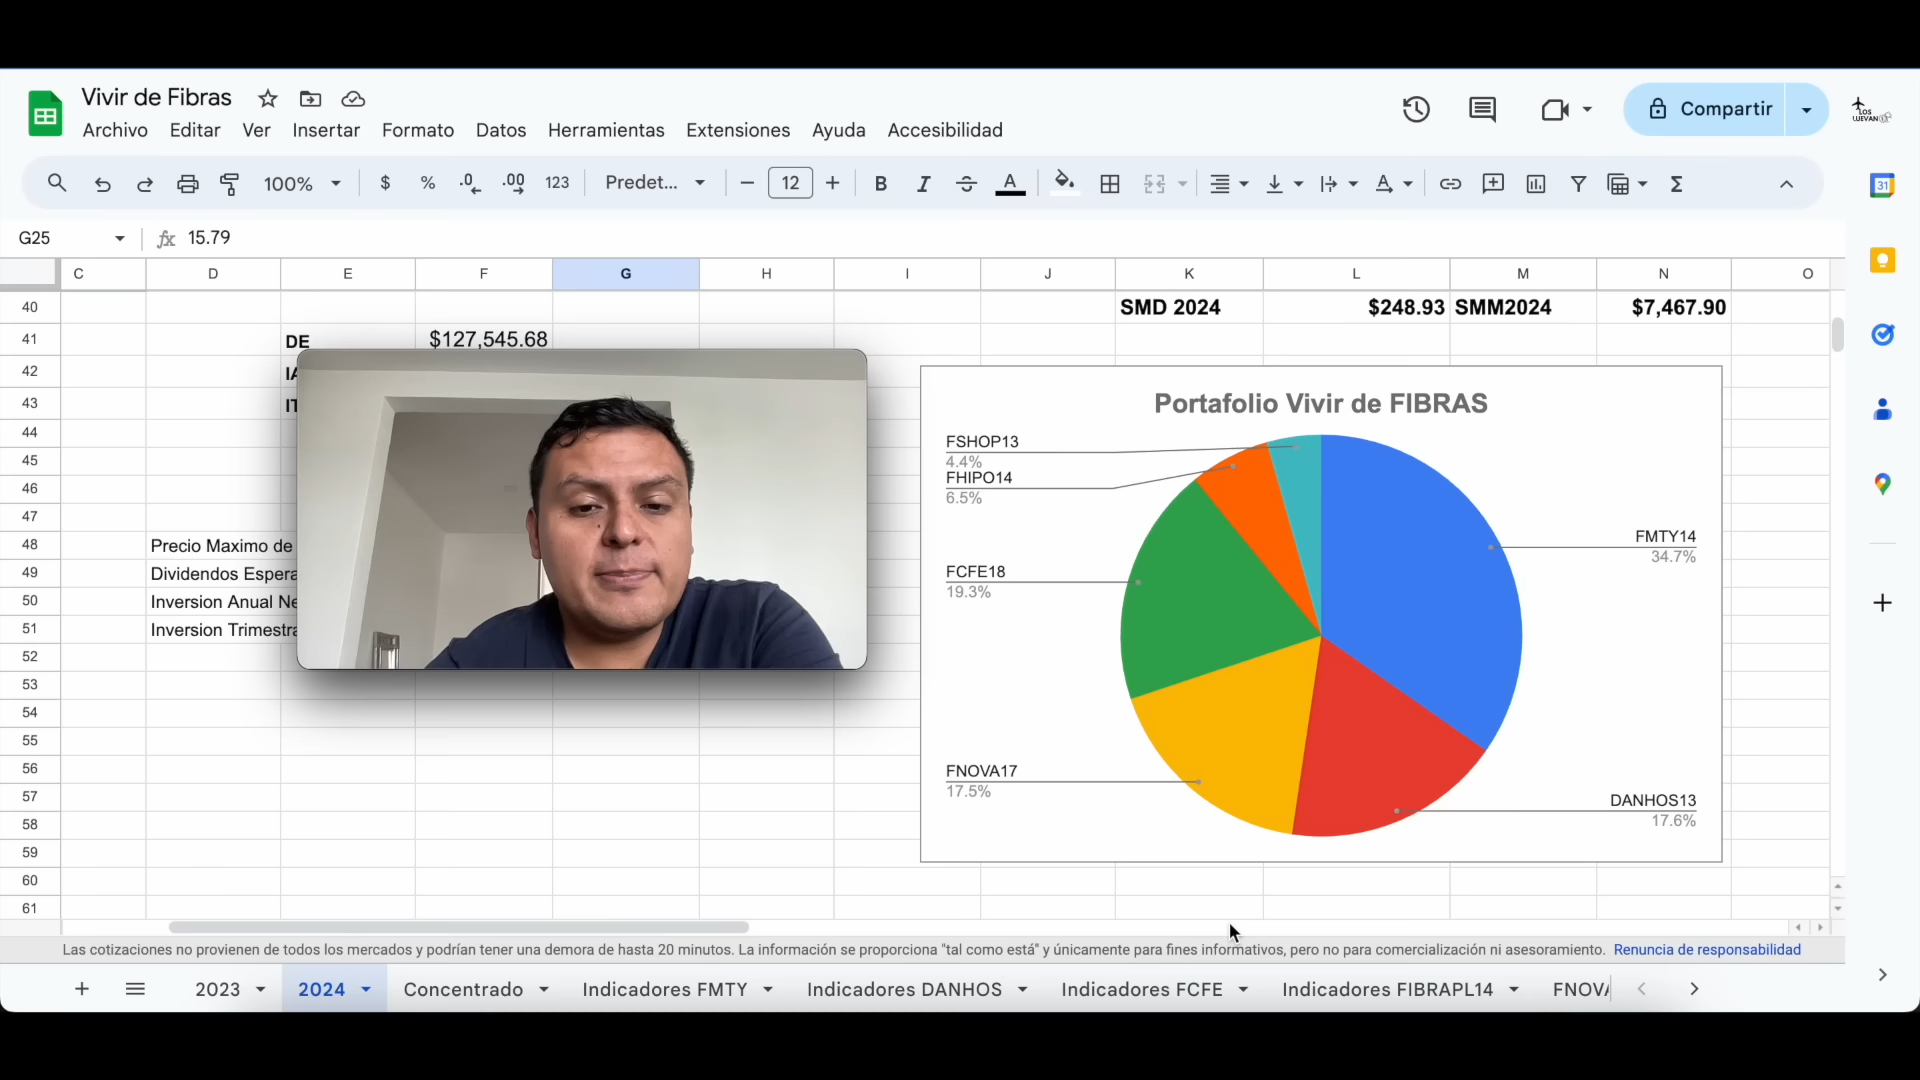 Vivir de Fibras
Archivo Editar Ver Insertar Formato Datos Herramientas Extensiones Ayuda Accesibilidad
Compartir
100% $ % .0 .00 123 Predet... 12 B I A
G25 fx 15.79
C D E F G H I J K L M N O
40 SMD 2024 $248.93 SMM2024 $7,467.90
41 DE $127,545.68
42
43
44
45
46
47
48 Precio Maximo de
49 Dividendos Espera
50 Inversion Anual Ne
51 Inversion Trimestra
52
53
54
55
56
57
58
59
60
61
Portafolio Vivir de FIBRAS
FSHOP13
4.4%
FHIPO14
6.5%
FCFE18
19.3%
FNOVA17
17.5%
FMTY14
34.7%
DANHOS13
17.6%
Las cotizaciones no provienen de todos los mercados y podrían tener una demora de hasta 20 minutos. La información se proporciona "tal como está" y únicamente para fines informativos, pero no para comercialización ni asesoramiento. Renuncia de responsabilidad
2023 2024 Concentrado Indicadores FMTY Indicadores DANHOS Indicadores FCFE Indicadores FIBRAPL14 FNOVA
31